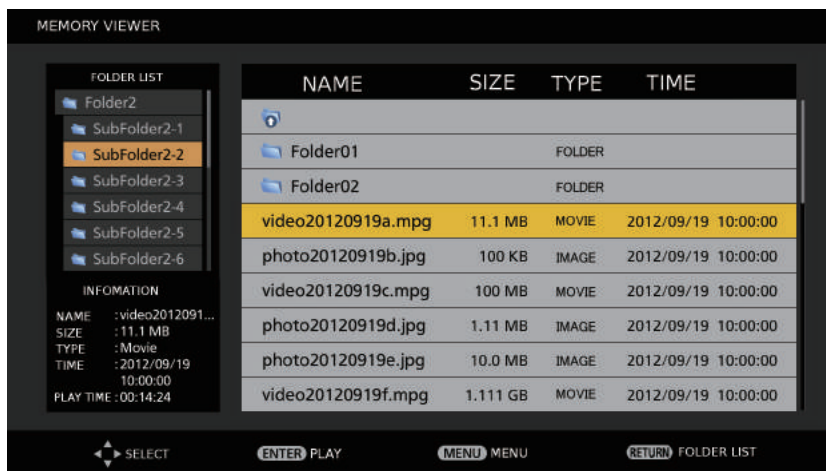 MEMORY VIEWER
FOLDER LIST
Folder2
SubFolder2-1
SubFolder2-2
SubFolder2-3
SubFolder2-4
SubFolder2-5
SubFolder2-6
INFOMATION
NAME :video2012091...
SIZE :11.1 MB
TYPE :Movie
TIME :2012/09/19
10:00:00
PLAY TIME :00:14:24
NAME SIZE TYPE TIME
Folder01 FOLDER
Folder02 FOLDER
video20120919a.mpg 11.1 MB MOVIE 2012/09/19 10:00:00
photo20120919b.jpg 100 KB IMAGE 2012/09/19 10:00:00
video20120919c.mpg 100 MB MOVIE 2012/09/19 10:00:00
photo20120919d.jpg 1.11 MB IMAGE 2012/09/19 10:00:00
photo20120919e.jpg 10.0 MB IMAGE 2012/09/19 10:00:00
video20120919f.mpg 1.111 GB MOVIE 2012/09/19 10:00:00
SELECT ENTER PLAY MENU MENU RETURN FOLDER LIST